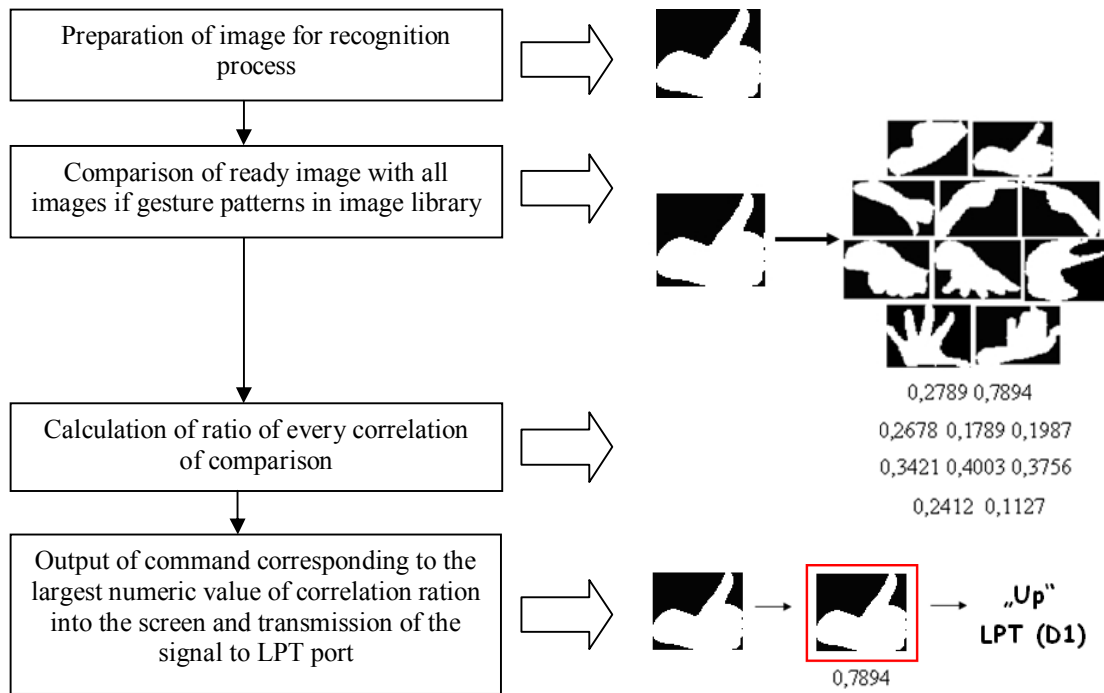 Preparation of image for recognition
process
Comparison of ready image with all
images if gesture patterns in image library
Calculation of ratio of every correlation
of comparison
0,2789 0,7894
0,2678 0,1789 0,1987
0,3421 0,4003 0,3756
0,2412 0,1127
Output of command corresponding to the
largest numeric value of correlation ration
into the screen and transmission of the
signal to LPT port
0,7894
„Up“
LPT (D1)